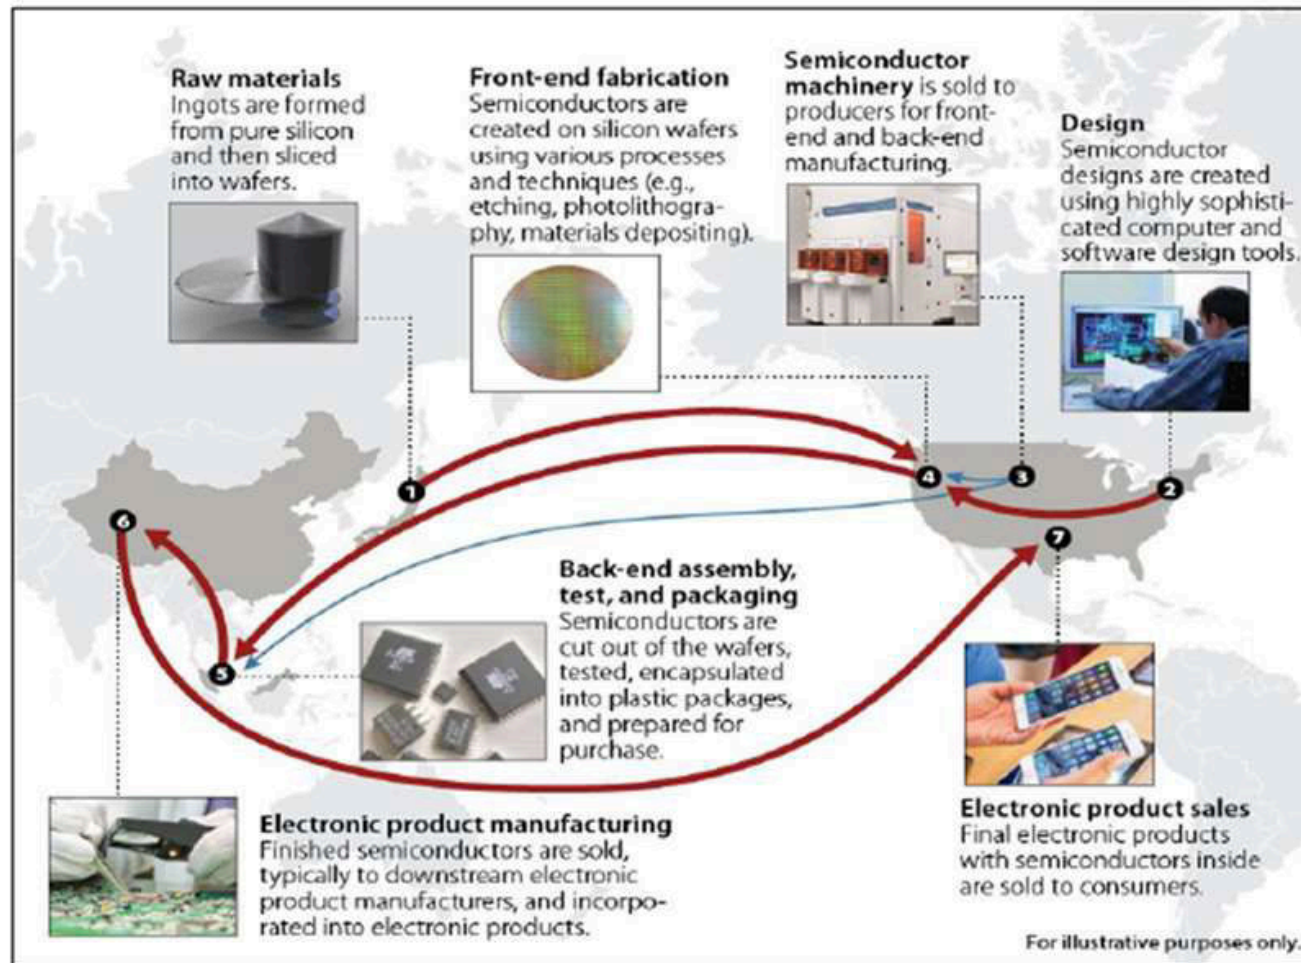 Raw materials
Ingots are formed
from pure silicon
and then sliced
into wafers.
Front-end fabrication
Semiconductors are
created on silicon wafers
using various processes
and techniques (e.g.,
etching, photolithogra-
phy, materials depositing).
Semiconductor
machinery is sold to
producers for front-
end and back-end
manufacturing.
Design
Semiconductor
designs are created
using highly sophisti-
cated computer and
software design tools.
1
4
3
2
6
7
5
Back-end assembly,
test, and packaging
Semiconductors are
cut out of the wafers,
tested, encapsulated
into plastic packages,
and prepared for
purchase.
Electronic product manufacturing
Finished semiconductors are sold,
typically to downstream electronic
product manufacturers, and incorpo-
rated into electronic products.
Electronic product sales
Final electronic products
with semiconductors inside
are sold to consumers.
For illustrative purposes only.